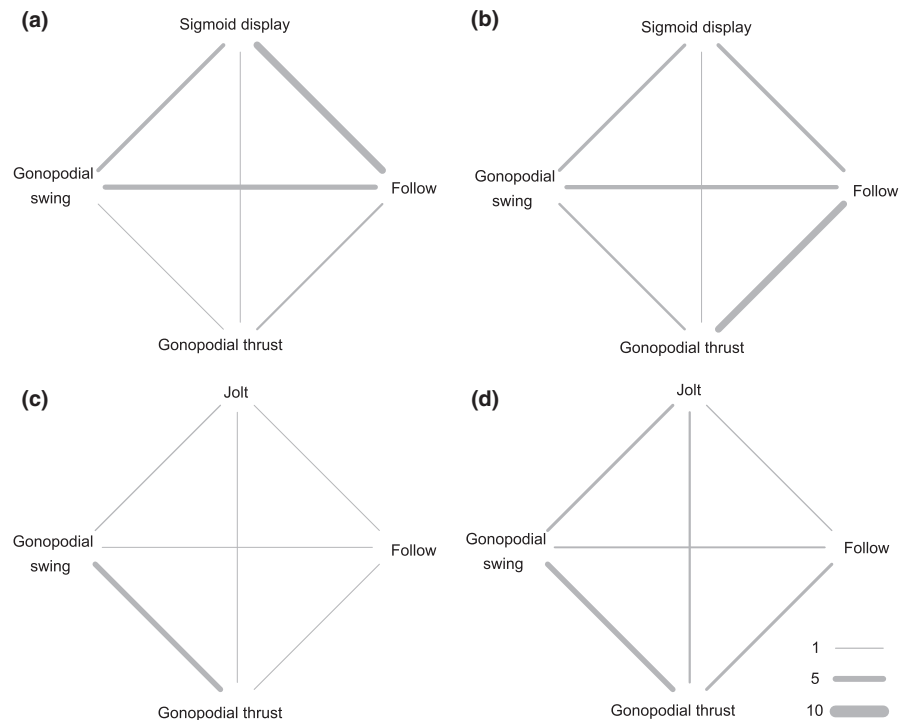 (a)
Sigmoid display
Gonopodial
swing
Follow
Gonopodial thrust
(b)
Sigmoid display
Gonopodial
swing
Follow
Gonopodial thrust
(c)
Jolt
Gonopodial
swing
Follow
Gonopodial thrust
(d)
Jolt
Gonopodial
swing
Follow
Gonopodial thrust
1
5
10